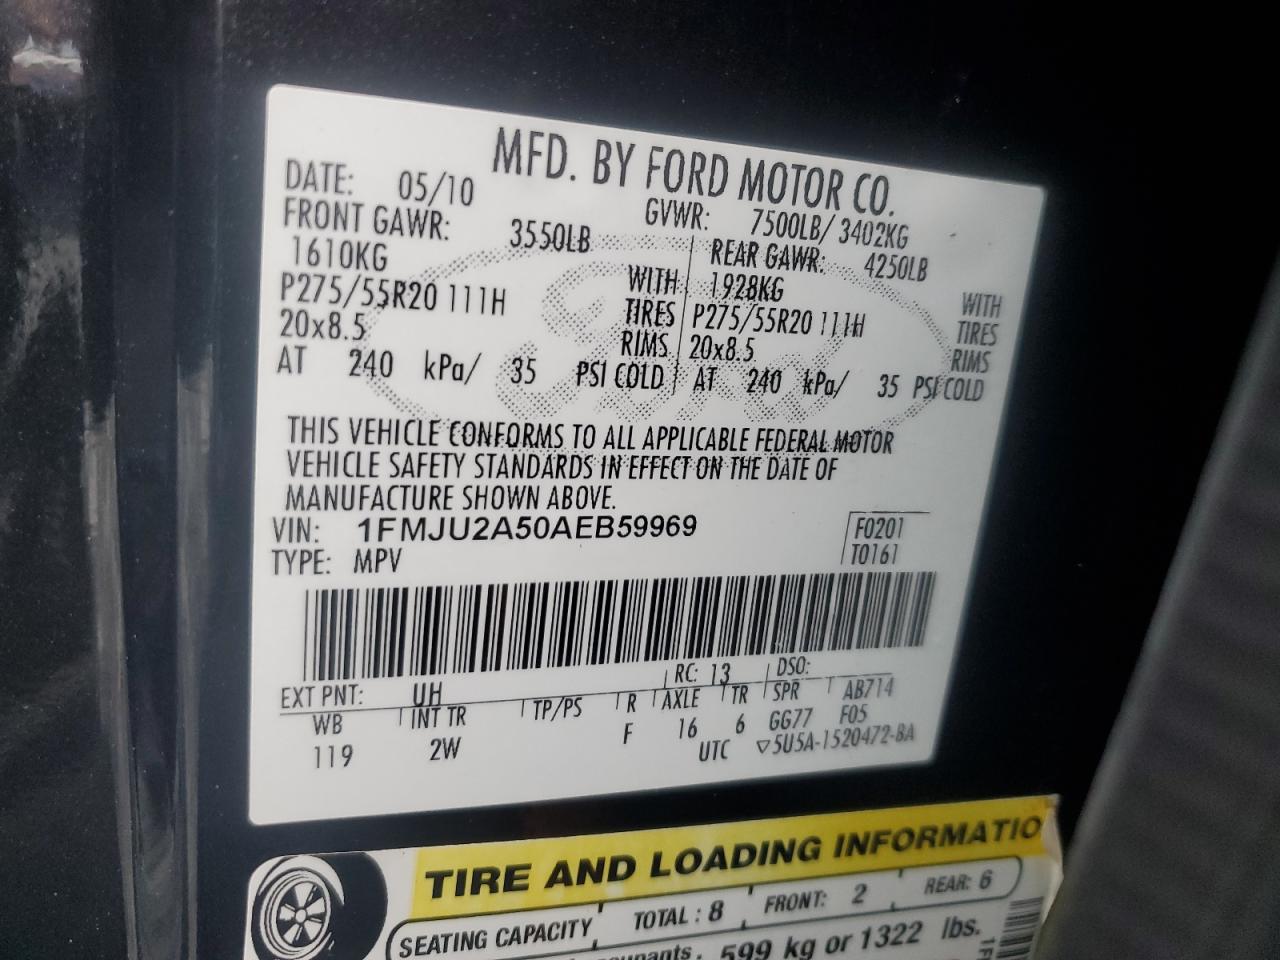 MFD. BY FORD MOTOR CO.
DATE: 05/10 GVWR: 7500LB/ 3402KG
FRONT GAWR: 3550LB REAR GAWR: 4250LB
1610KG WITH 1928KG WITH
P275/55R20 111H TIRES P275/55R20 111H TIRES
20x8.5 RIMS 20x8.5 RIMS
AT 240 kPa/ 35 PSI COLD AT 240 kPa/ 35 PSI COLD
THIS VEHICLE CONFORMS TO ALL APPLICABLE FEDERAL MOTOR
VEHICLE SAFETY STANDARDS IN EFFECT ON THE DATE OF
MANUFACTURE SHOWN ABOVE.
VIN: 1FMJU2A50AEB59969 F0201
TYPE: MPV T0161
EXT PNT: UH RC: 13 DSO:
WB INT TR TP/PS R AXLE TR SPR AB714
119 2W F 16 6 GG77 F05
UTC ▽5U5A-1520472-BA
TIRE AND LOADING INFORMATIO
SEATING CAPACITY TOTAL : 8 FRONT: 2 REAR: 6
599 kg or 1322 lbs.